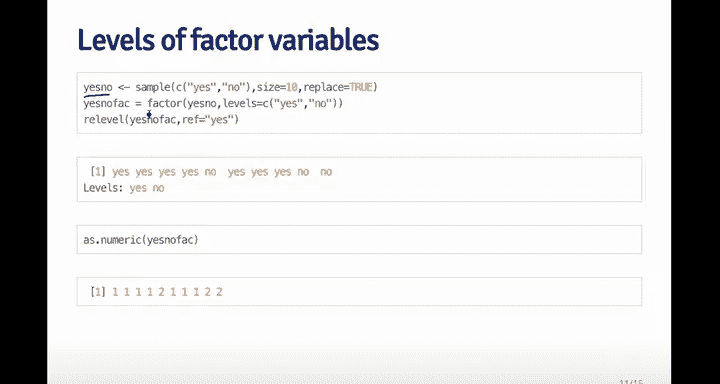 Levels of factor variables
yesno <- sample(c("yes","no"),size=10,replace=TRUE)
yesnofac = factor(yesno,levels=c("yes","no"))
relevel(yesnofac,ref="yes")
[1] yes yes yes yes no  yes yes yes no  no
Levels: yes no
as.numeric(yesnofac)
[1] 1 1 1 1 2 1 1 1 2 2
11/15